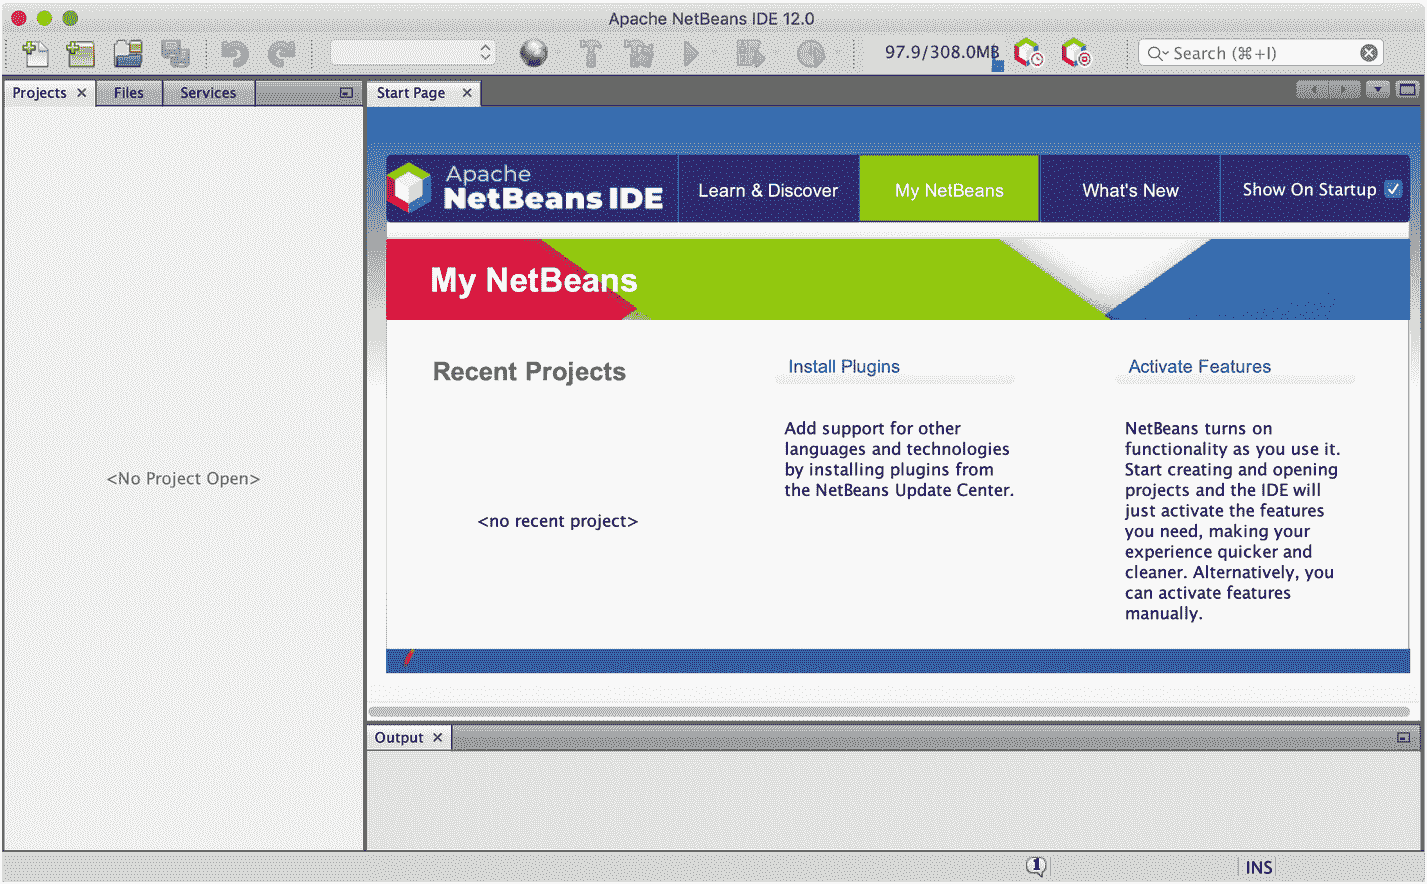 Apache NetBeans IDE 12.0
97.9/308.0MB
Search (⌘+I)
Projects
Files
Services
Start Page
Apache
NetBeans IDE
Learn & Discover
My NetBeans
What's New
Show On Startup
My NetBeans
Recent Projects
<no recent project>
Install Plugins
Add support for other
languages and technologies
by installing plugins from
the NetBeans Update Center.
Activate Features
NetBeans turns on
functionality as you use it.
Start creating and opening
projects and the IDE will
just activate the features
you need, making your
experience quicker and
cleaner. Alternatively, you
can activate features
manually.
<No Project Open>
Output
1
INS